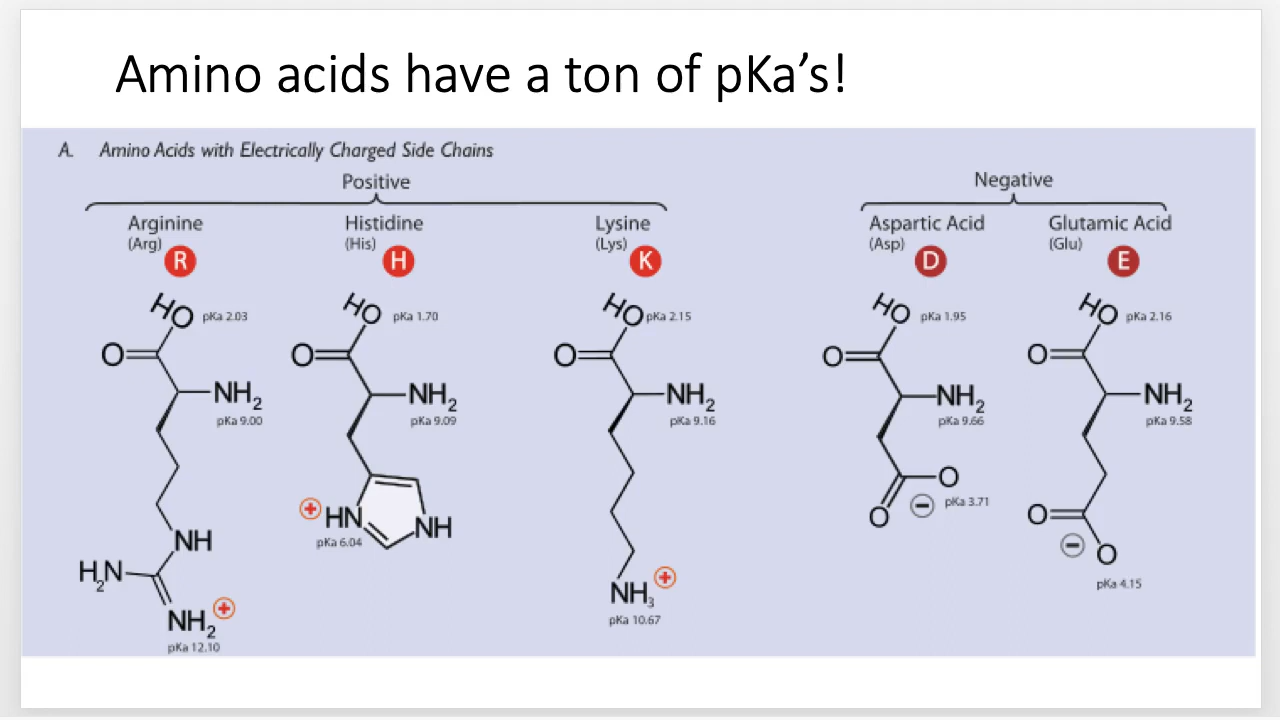 Amino acids have a ton of pKa's!
A. Amino Acids with Electrically Charged Side Chains
Positive
Negative
Arginine
(Arg)
R
Histidine
(His)
H
Lysine
(Lys)
K
Aspartic Acid
(Asp)
D
Glutamic Acid
(Glu)
E
HO pKa 2.03
O
NH2
pKa 9.00
NH
H2N
NH2 +
pKa 12.10
HO pKa 1.70
O
NH2
pKa 9.09
+ HN
NH
pKa 6.04
HO pKa 2.15
O
NH2
pKa 9.16
NH3 +
pKa 10.67
HO pKa 1.95
O
NH2
pKa 9.66
O
O − pKa 3.71
HO pKa 2.16
O
NH2
pKa 9.58
O
− O
pKa 4.15